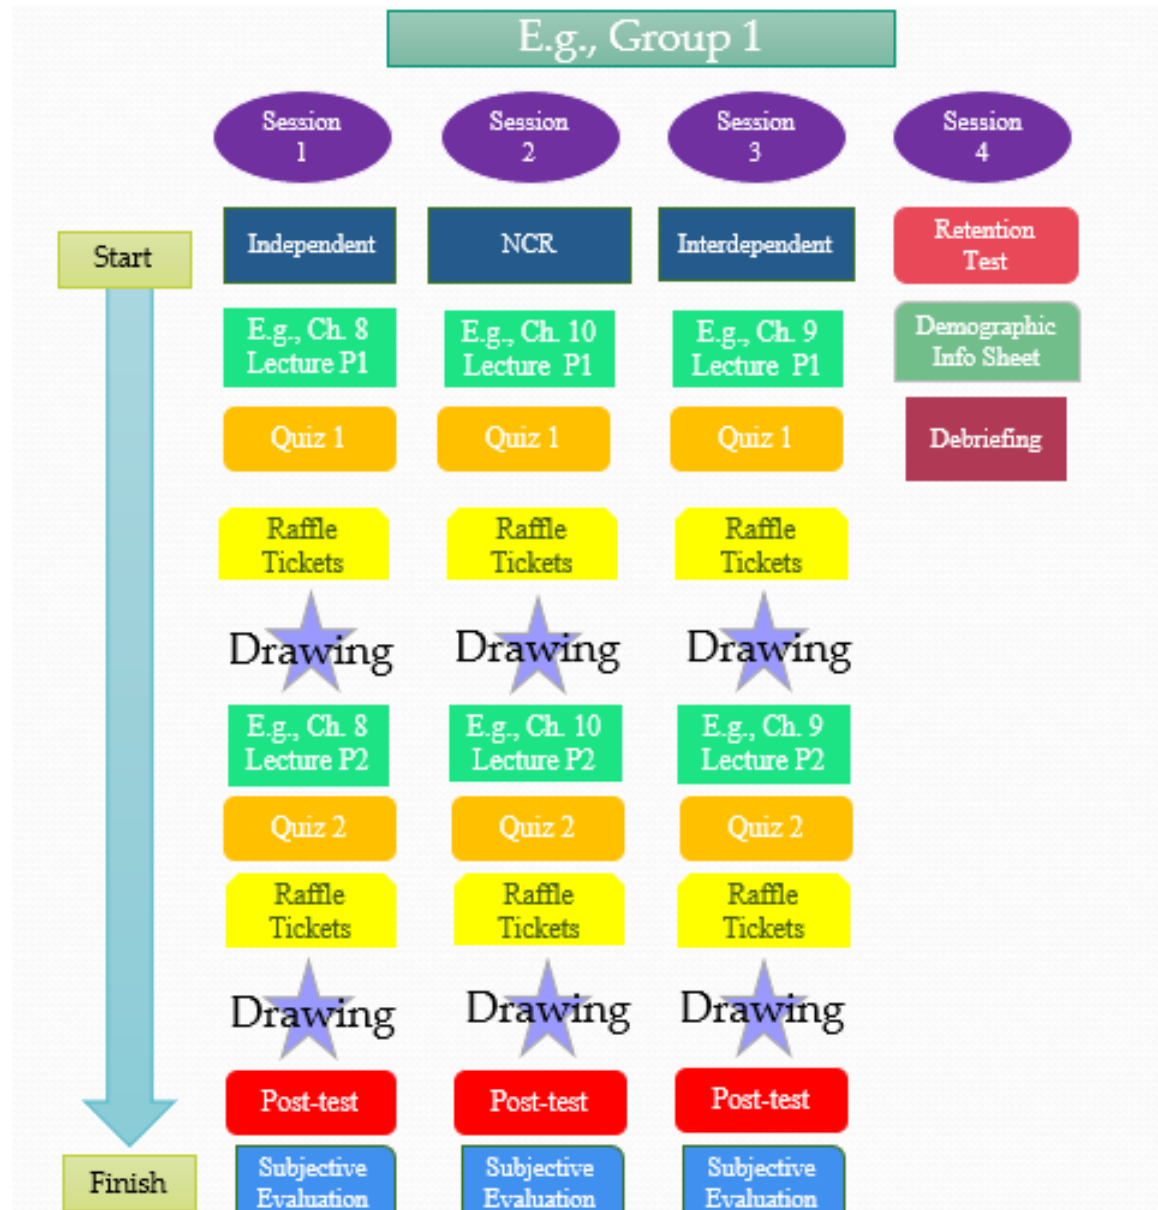 E.g., Group 1
Session
1
Session
2
Session
3
Session
4
Start
Independent
NCR
Interdependent
Retention
Test
E.g., Ch. 8
Lecture P1
E.g., Ch. 10
Lecture P1
E.g., Ch. 9
Lecture P1
Demographic
Info Sheet
Quiz 1
Quiz 1
Quiz 1
Debriefing
Raffle
Tickets
Raffle
Tickets
Raffle
Tickets
Drawing
Drawing
Drawing
E.g., Ch. 8
Lecture P2
E.g., Ch. 10
Lecture P2
E.g., Ch. 9
Lecture P2
Quiz 2
Quiz 2
Quiz 2
Raffle
Tickets
Raffle
Tickets
Raffle
Tickets
Drawing
Drawing
Drawing
Post-test
Post-test
Post-test
Finish
Subjective
Evaluation
Subjective
Evaluation
Subjective
Evaluation